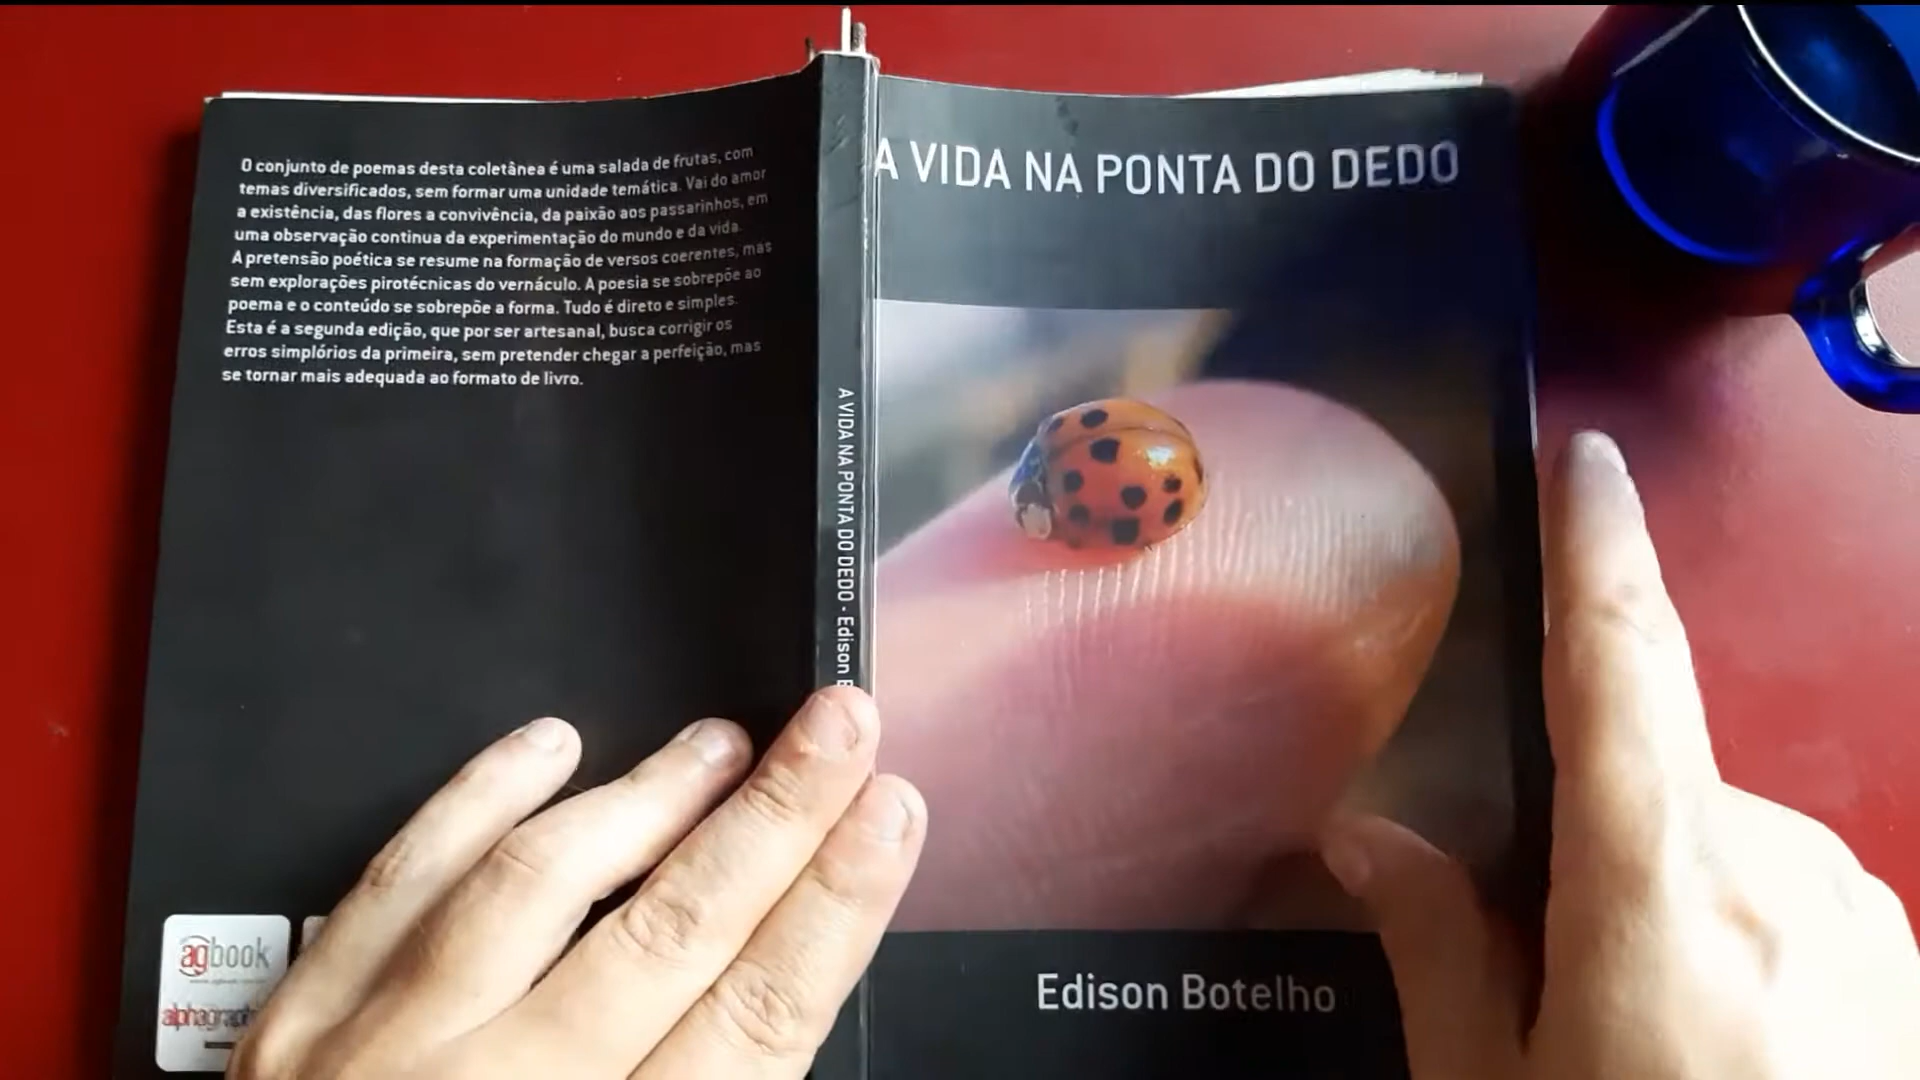 O conjunto de poemas desta coletânea é uma salada de frutas, com
temas diversificados, sem formar uma unidade temática. Vai do amor
a existência, das flores a convivência, da paixão aos passarinhos, em
uma observação continua da experimentação do mundo e da vida.
A pretensão poética se resume na formação de versos coerentes, mas
sem explorações pirotécnicas do vernáculo. A poesia se sobrepõe ao
poema e o conteúdo se sobrepõe a forma. Tudo é direto e simples.
Esta é a segunda edição, que por ser artesanal, busca corrigir os
erros simplórios da primeira, sem pretender chegar a perfeição, mas
se tornar mais adequada ao formato de livro.
agbook
A VIDA NA PONTA DO DEDO - Edison
A VIDA NA PONTA DO DEDO
Edison Botelho